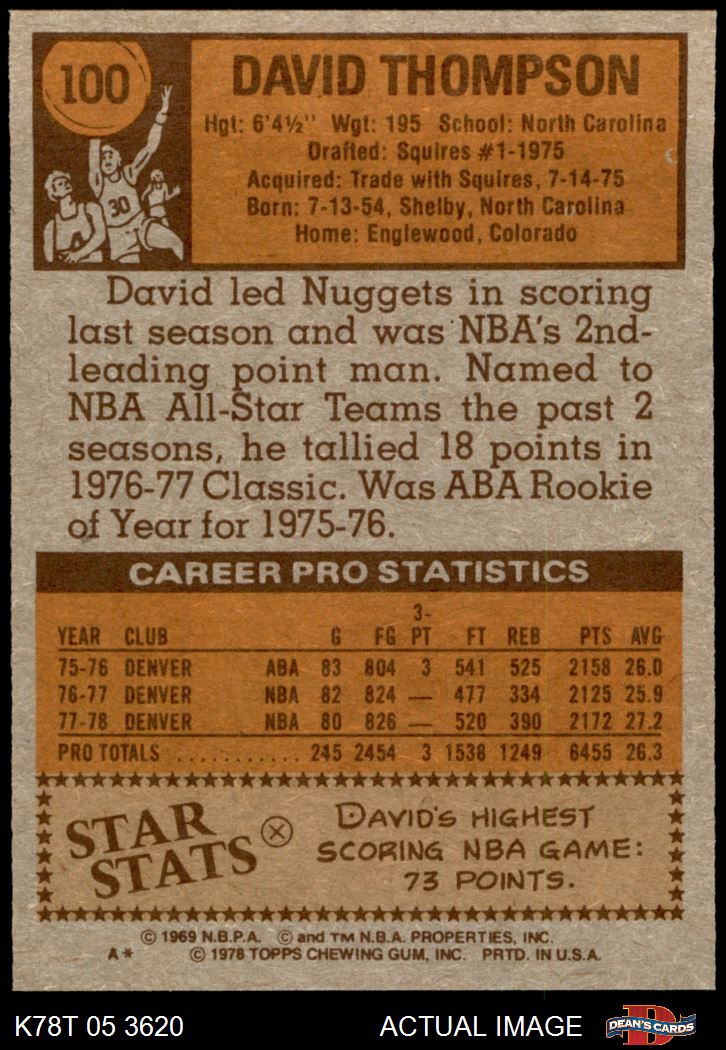 100
DAVID THOMPSON
Hgt: 6'4½" Wgt: 195 School: North Carolina
Drafted: Squires #1-1975
Acquired: Trade with Squires, 7-14-75
Born: 7-13-54, Shelby, North Carolina
Home: Englewood, Colorado
30
David led Nuggets in scoring
last season and was NBA's 2nd-
leading point man. Named to
NBA All-Star Teams the past 2
seasons, he tallied 18 points in
1976-77 Classic. Was ABA Rookie
of Year for 1975-76.
CAREER PRO STATISTICS
YEAR CLUB G FG 3-PT FT REB PTS AVG
75-76 DENVER ABA 83 804 3 541 525 2158 26.0
76-77 DENVER NBA 82 824 — 477 334 2125 25.9
77-78 DENVER NBA 80 826 — 520 390 2172 27.2
PRO TOTALS ........... 245 2454 3 1538 1249 6455 26.3
STAR
STATS
DAVID'S HIGHEST
SCORING NBA GAME:
73 POINTS.
© 1969 N.B.P.A. © and TM N.B.A. PROPERTIES, INC.
A* © 1978 TOPPS CHEWING GUM, INC. PRTD. IN U.S.A.
K78T 05 3620 ACTUAL IMAGE D DEAN'S CARDS